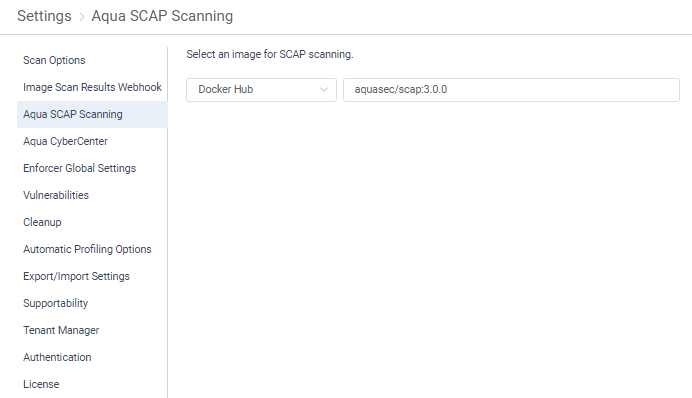 Settings > Aqua SCAP Scanning
Scan Options
Image Scan Results Webhook
Aqua SCAP Scanning
Aqua CyberCenter
Enforcer Global Settings
Vulnerabilities
Cleanup
Automatic Profiling Options
Export/Import Settings
Supportability
Tenant Manager
Authentication
License
Select an image for SCAP scanning.
Docker Hub
aquasec/scap:3.0.0